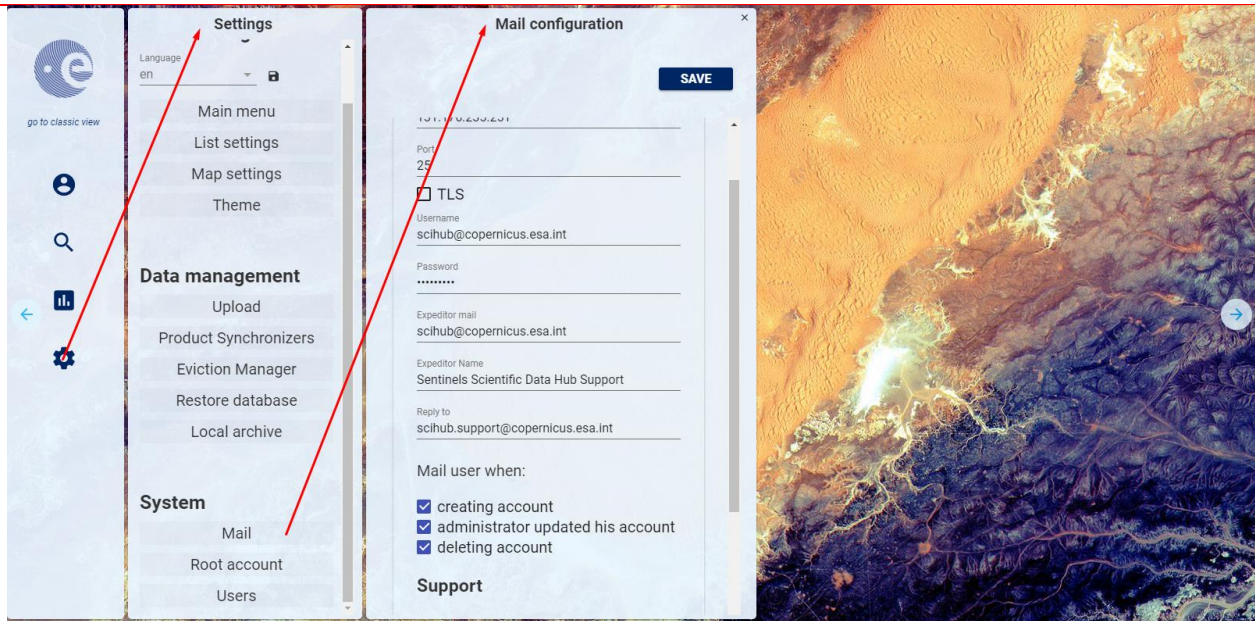 go to classic view
Settings
Language
en
Main menu
List settings
Map settings
Theme
Data management
Upload
Product Synchronizers
Eviction Manager
Restore database
Local archive
System
Mail
Root account
Users
Mail configuration
×
SAVE
Port
25
TLS
Username
scihub@copernicus.esa.int
Password
•••••••••
Expeditor mail
scihub@copernicus.esa.int
Expeditor Name
Sentinels Scientific Data Hub Support
Reply to
scihub.support@copernicus.esa.int
Mail user when:
creating account
administrator updated his account
deleting account
Support